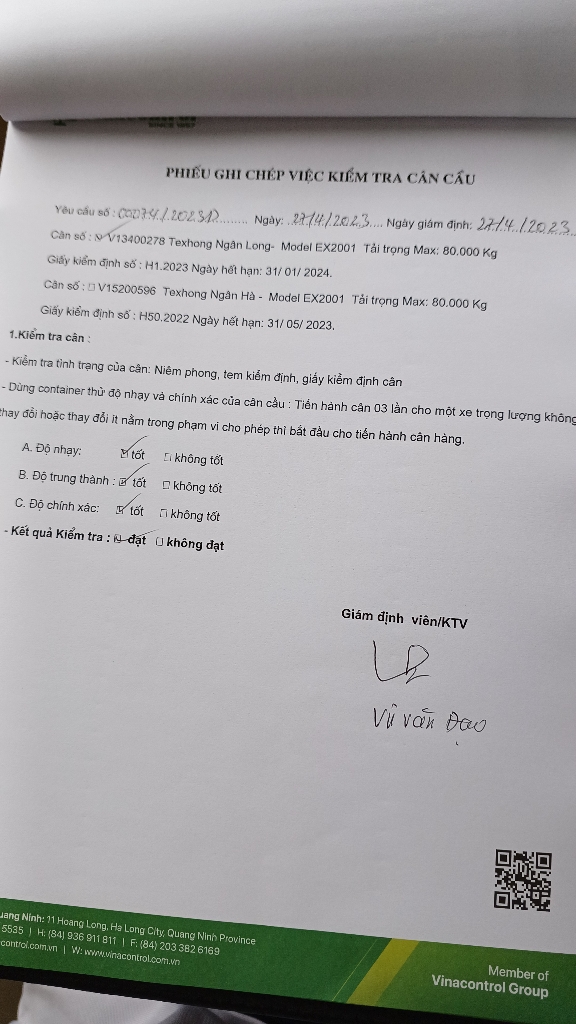 PHIẾU GHI CHÉP VIỆC KIỂM TRA CÂN CẨU
Yêu cầu số : Ngày: 27/4/2023 Ngày giám định: 27/4/2023
Cân số : ☑ V13400278 Texhong Ngân Long- Model EX2001 Tải trọng Max: 80.000 Kg
Giấy kiểm định số : H1.2023 Ngày hết hạn: 31/ 01/ 2024.
Cân số : ☐ V15200596 Texhong Ngân Hà - Model EX2001 Tải trọng Max: 80.000 Kg
Giấy kiểm định số : H50.2022 Ngày hết hạn: 31/ 05/ 2023.
1.Kiểm tra cân :
- Kiểm tra tình trạng của cân: Niêm phong, tem kiểm định, giấy kiểm định cân
- Dùng container thử độ nhạy và chính xác của cân cẩu : Tiến hành cân 03 lần cho một xe trọng lượng không
thay đổi hoặc thay đổi ít nằm trong phạm vi cho phép thì bắt đầu cho tiến hành cân hàng.
A. Độ nhạy: ☑ tốt ☐ không tốt
B. Độ trung thành : ☑ tốt ☐ không tốt
C. Độ chính xác: ☑ tốt ☐ không tốt
- Kết quả Kiểm tra : ☑ đạt ☐ không đạt
Giám định viên/KTV
Vũ văn Đạo
uang Ninh: 11 Hoang Long, Ha Long City, Quang Ninh Province
5535 | H: (84) 936 911 811 | F: (84) 203 382 6169
control.com.vn | W: www.vinacontrol.com.vn
Member of
Vinacontrol Group